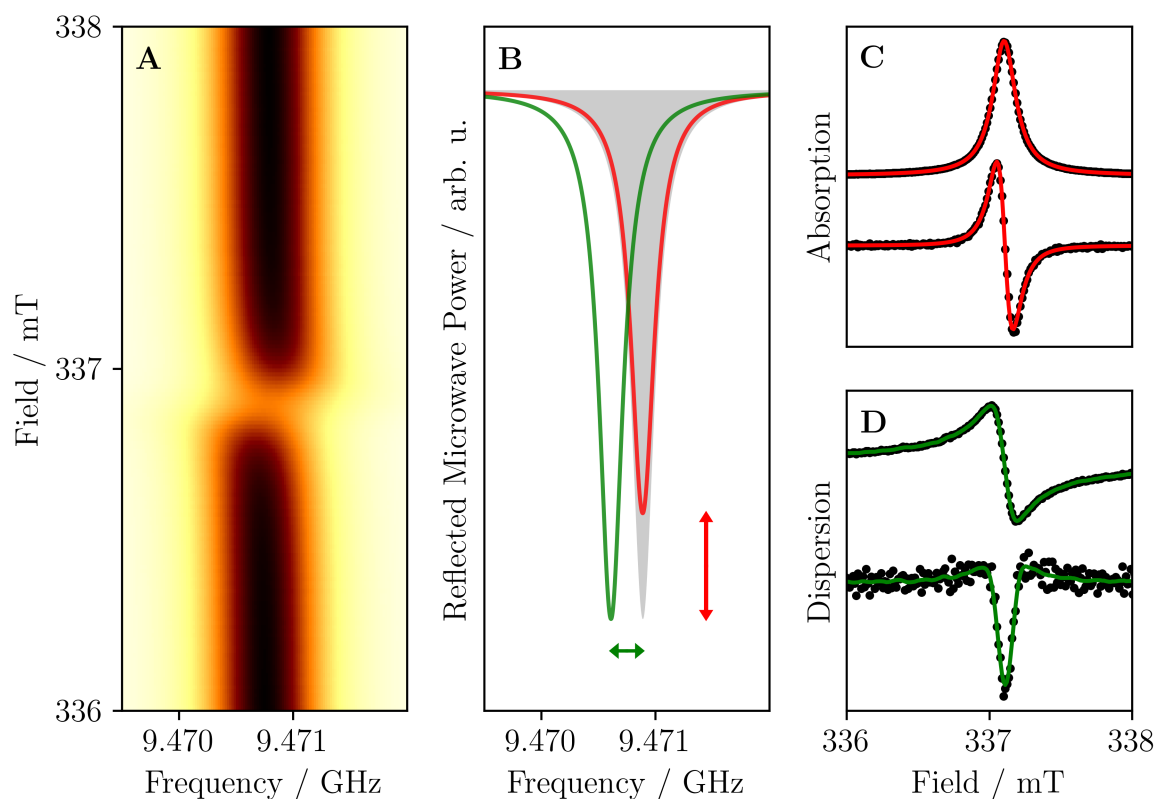 A
338
337
336
Field / mT
9.470
9.471
Frequency / GHz
B
Reflected Microwave Power / arb. u.
9.470
9.471
Frequency / GHz
C
Absorption
D
Dispersion
336
337
338
Field / mT